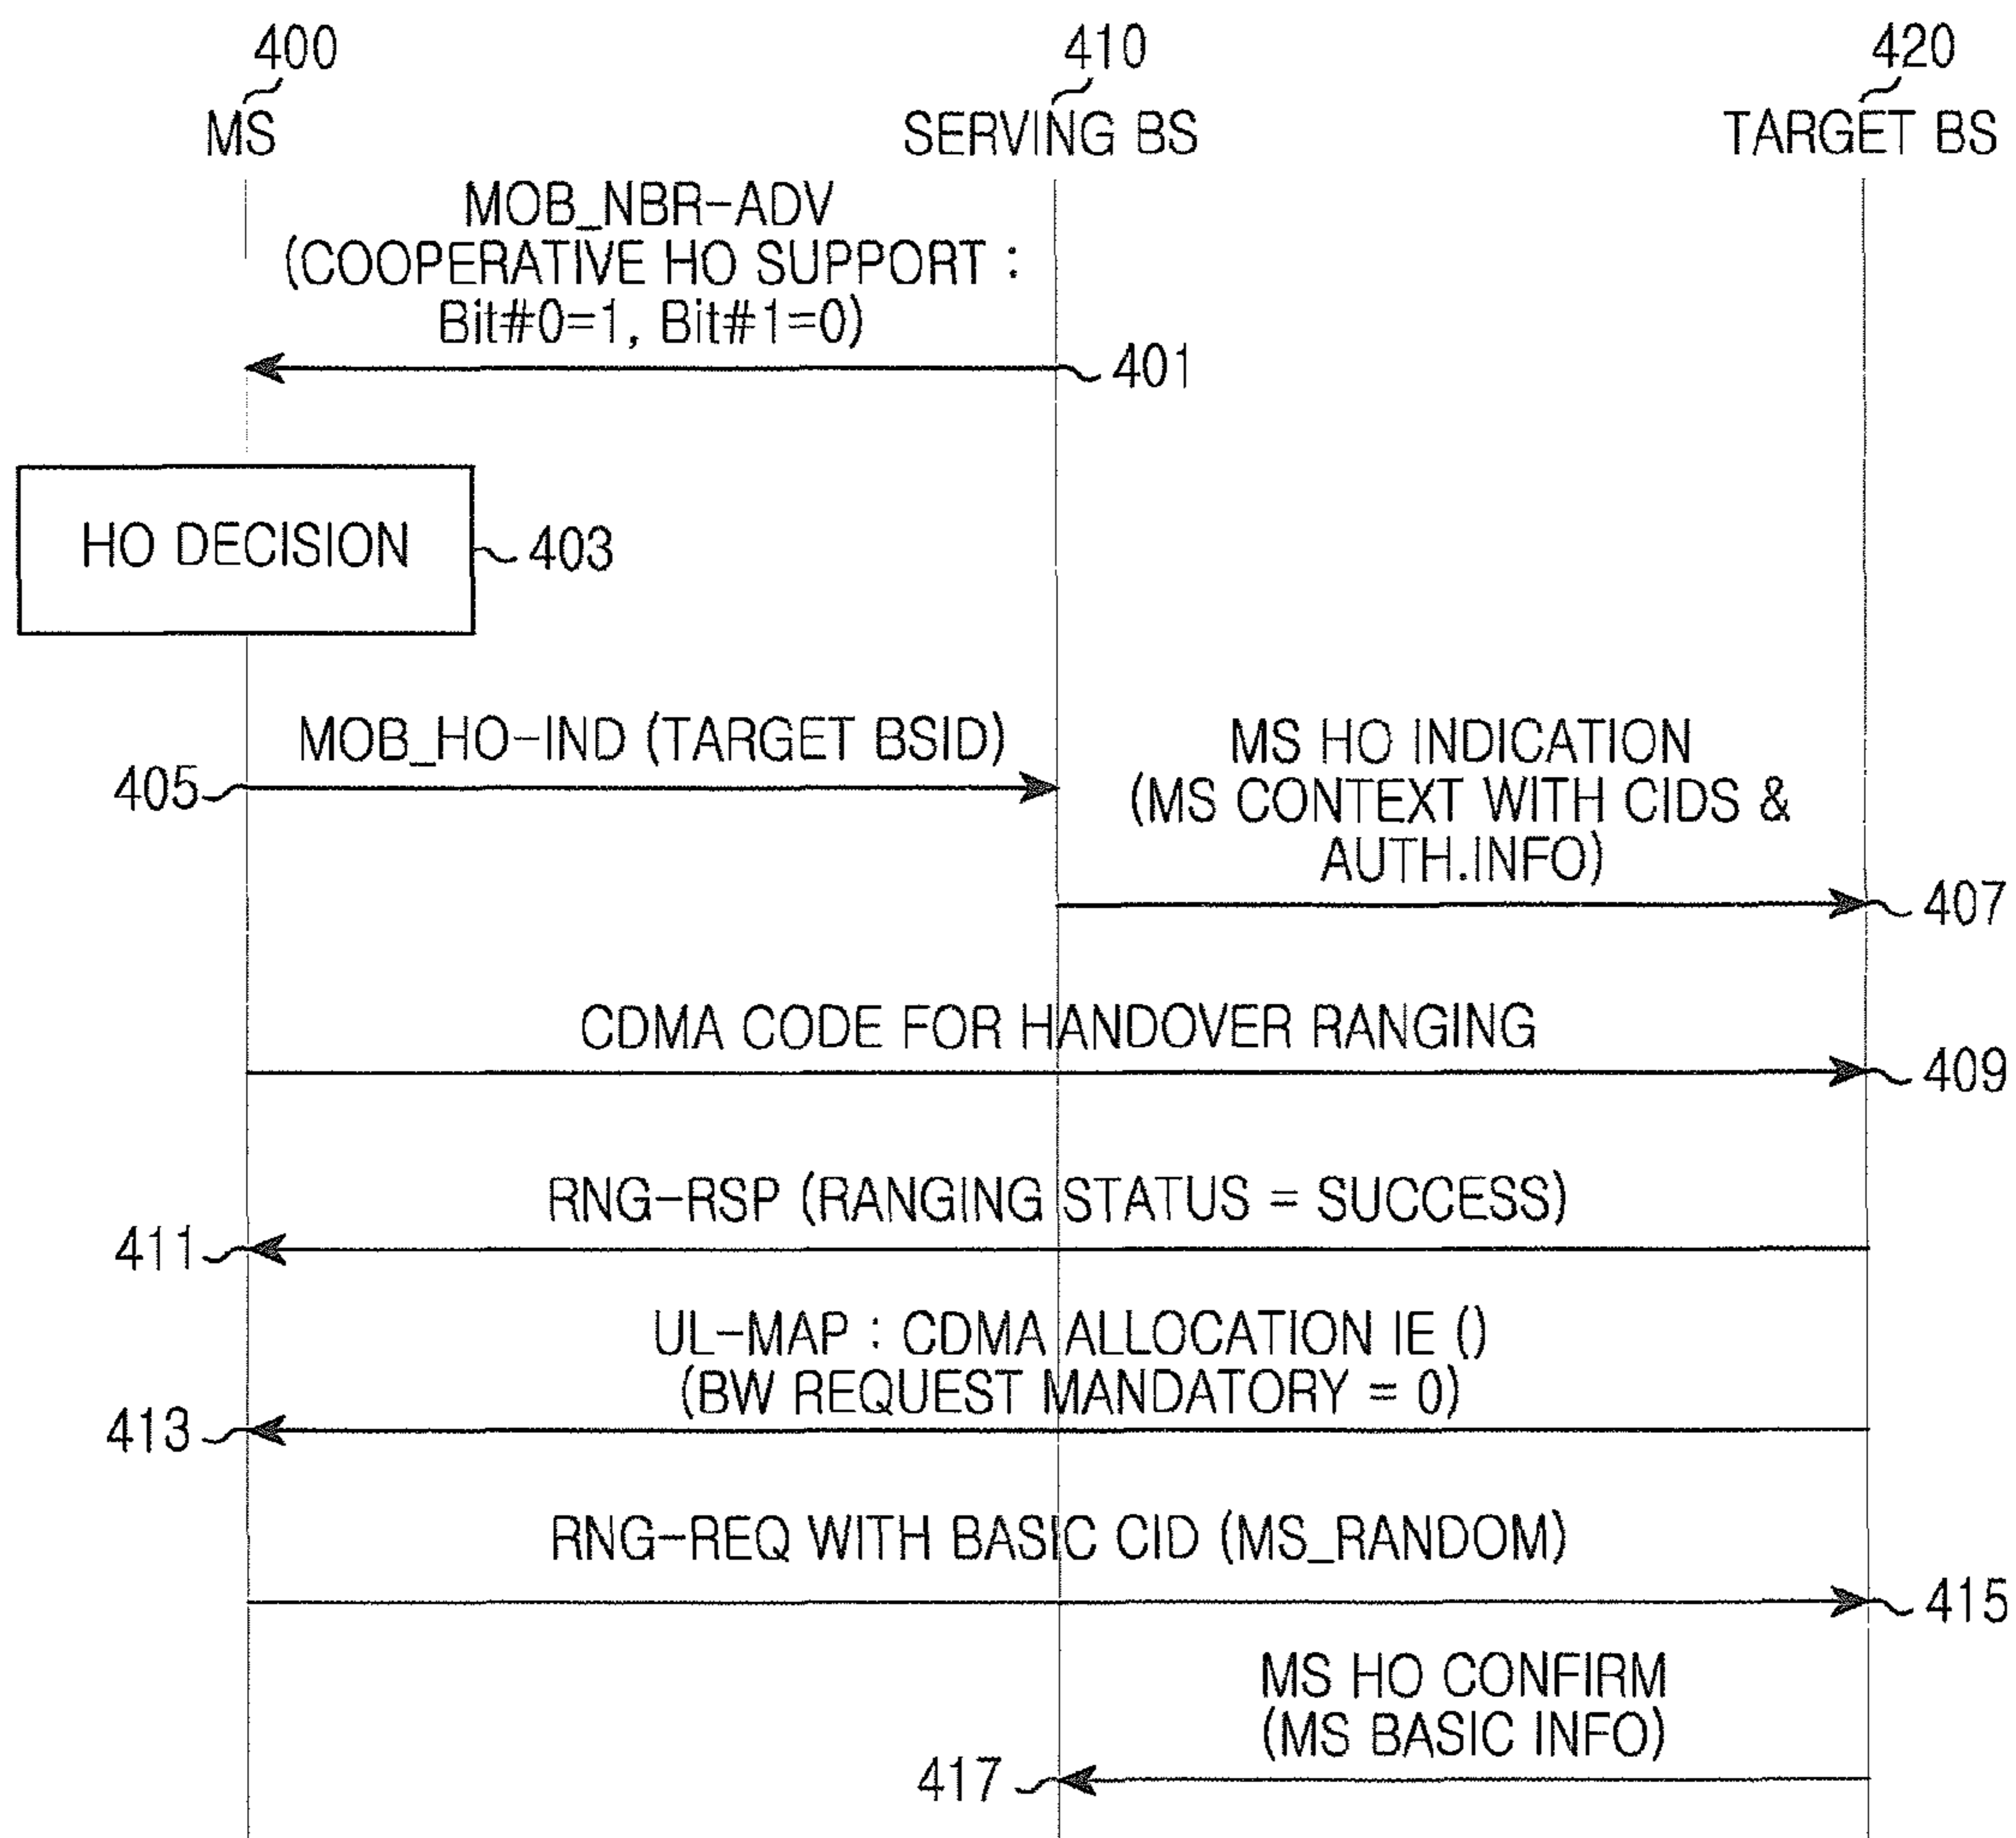 400
410
420
MS
SERVING BS
TARGET BS
MOB_NBR-ADV
(COOPERATIVE HO SUPPORT :
Bit#0=1, Bit#1=0)
401
HO DECISION
403
MOB_HO-IND (TARGET BSID)
405
MS HO INDICATION
(MS CONTEXT WITH CIDS &
AUTH.INFO)
407
CDMA CODE FOR HANDOVER RANGING
409
RNG-RSP (RANGING STATUS = SUCCESS)
411
UL-MAP : CDMA ALLOCATION IE ()
(BW REQUEST MANDATORY = 0)
413
RNG-REQ WITH BASIC CID (MS_RANDOM)
415
MS HO CONFIRM
(MS BASIC INFO)
417